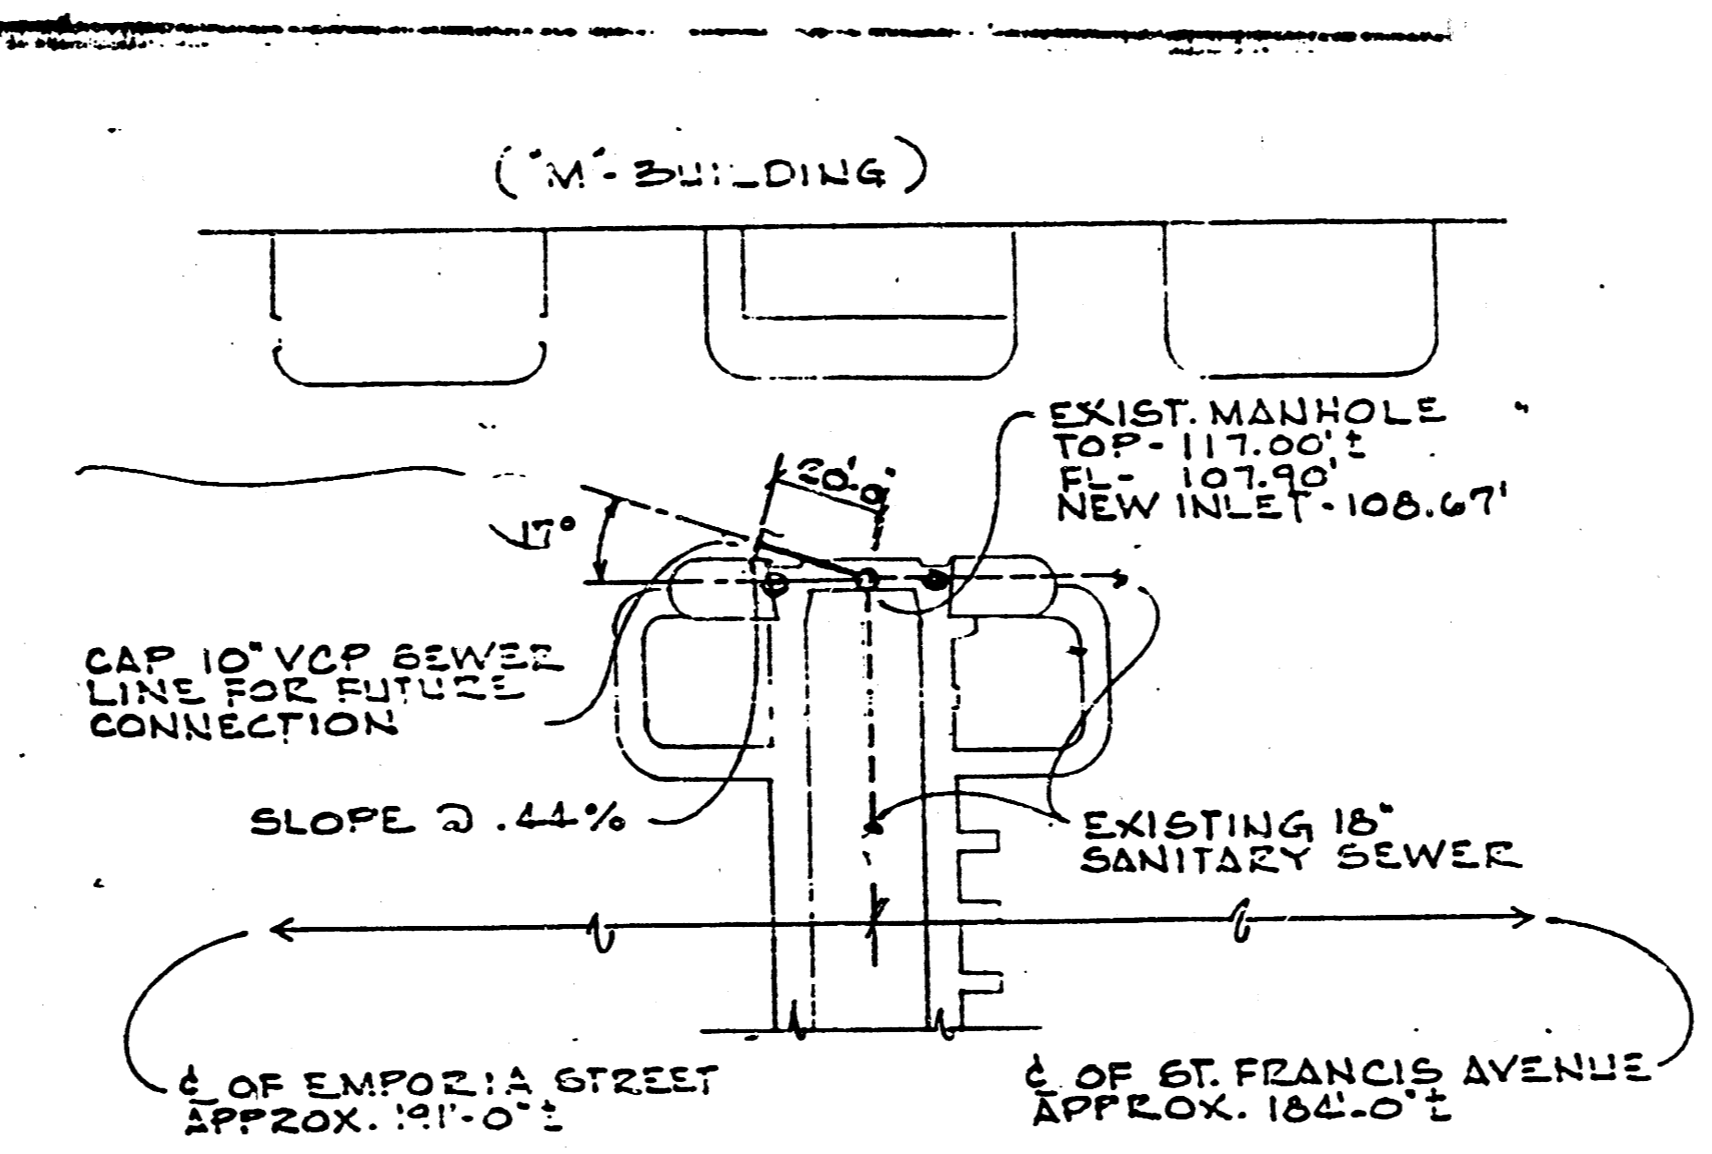 ("M"-BUILDING)
EXIST. MANHOLE
TOP- 117.00'±
FL- 107.90'
NEW INLET-108.67'
20'-0"
17°
CAP 10" VCP SEWER
LINE FOR FUTURE
CONNECTION
SLOPE @ .44%
EXISTING 18"
SANITARY SEWER
℄ OF EMPORIA STREET
APPROX. 191'-0"±
℄ OF ST. FRANCIS AVENUE
APPROX. 184'-0"±